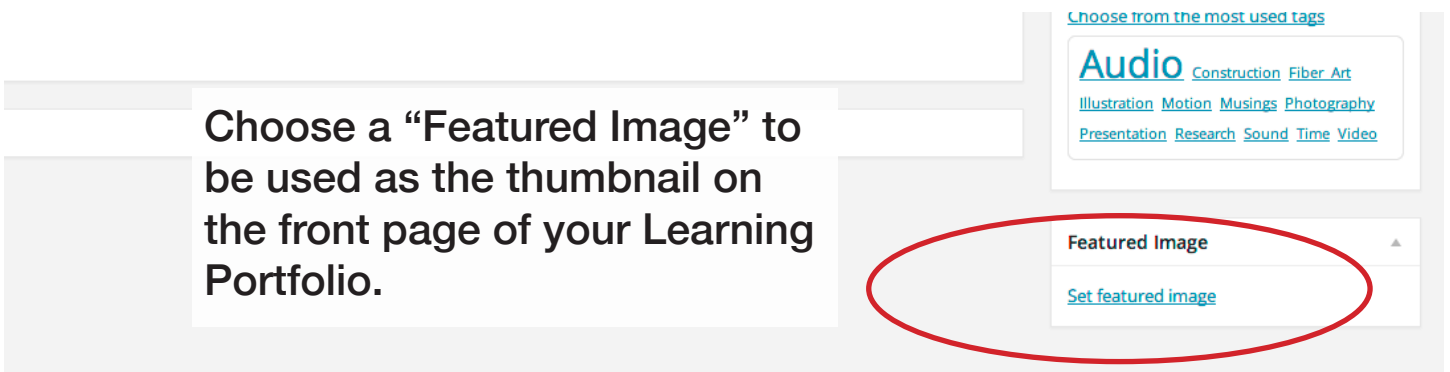 Choose from the most used tags
Audio Construction Fiber Art
Illustration Motion Musings Photography
Presentation Research Sound Time Video
Choose a “Featured Image” to
be used as the thumbnail on
the front page of your Learning
Portfolio.
Featured Image
Set featured image